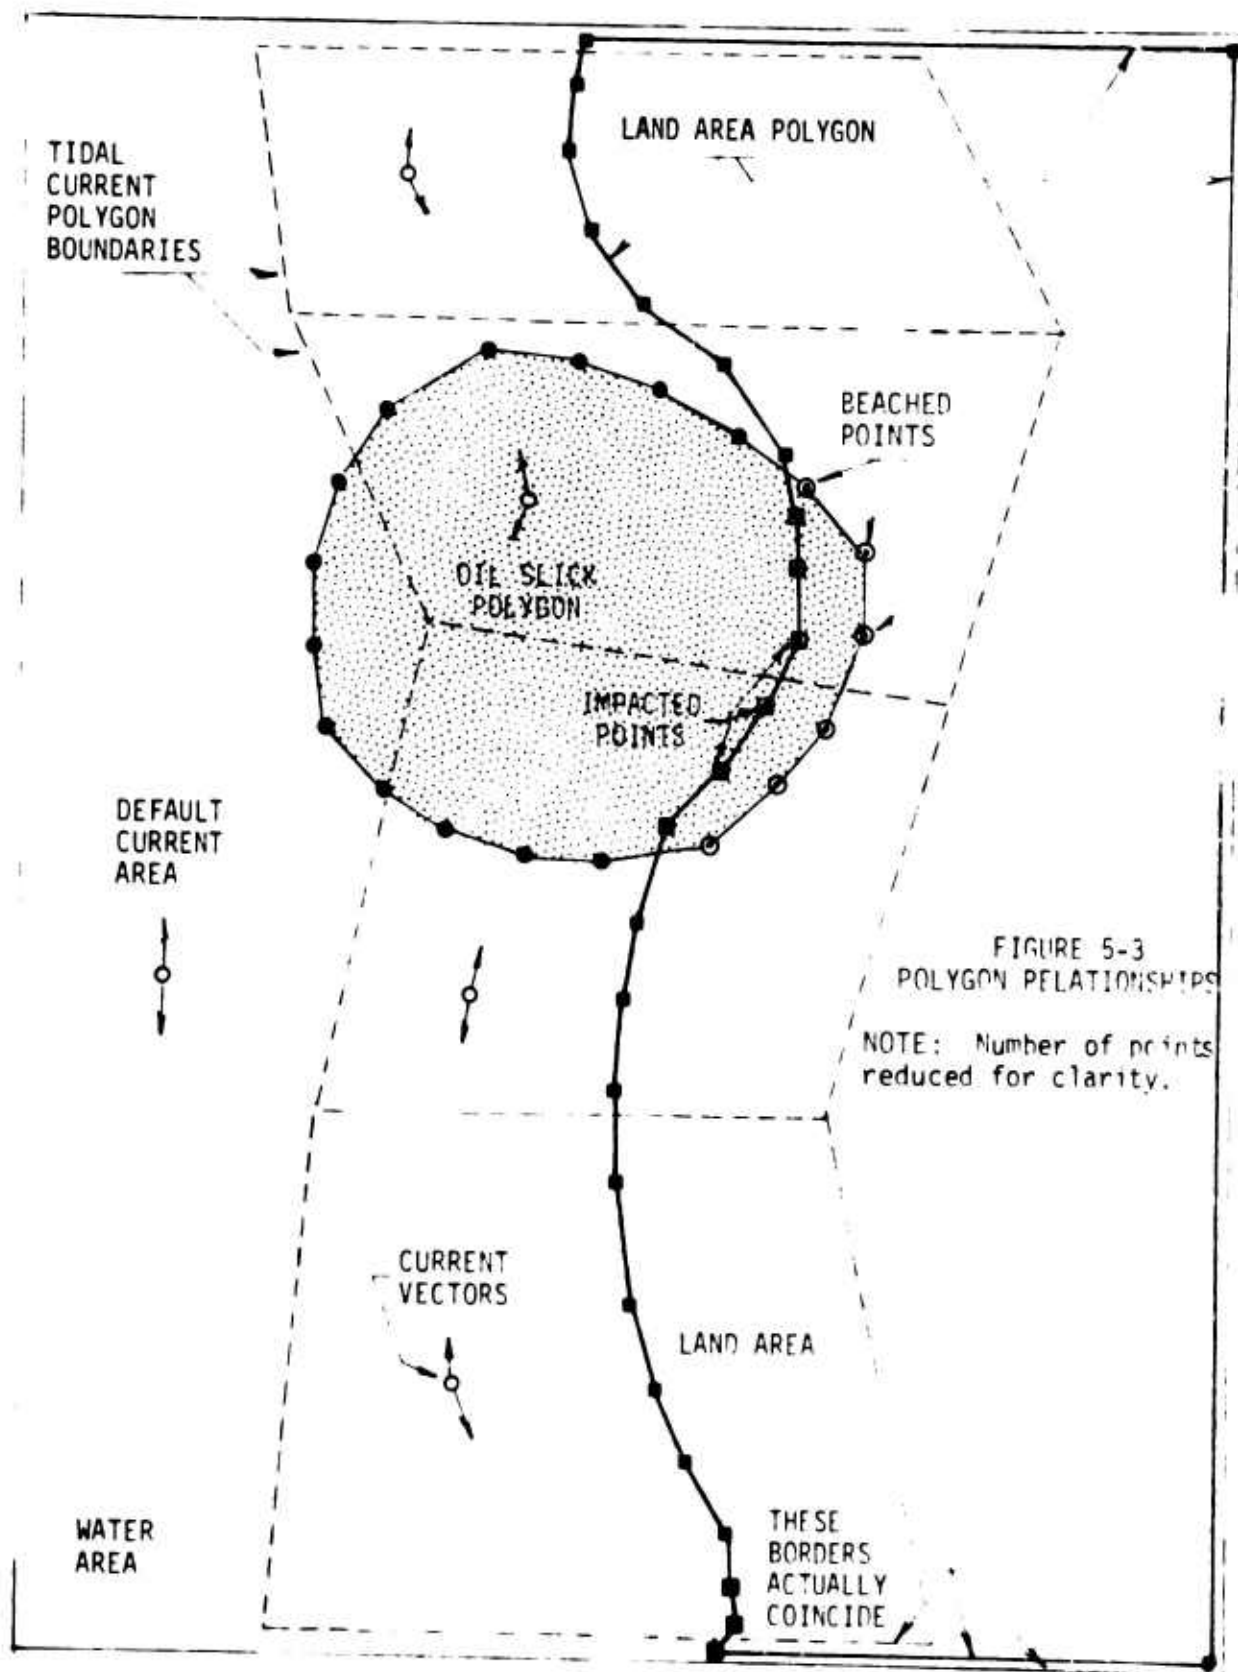 LAND AREA POLYGON
TIDAL
CURRENT
POLYGON
BOUNDARIES
BEACHED
POINTS
OIL SLICK
POLYGON
IMPACTED
POINTS
DEFAULT
CURRENT
AREA
FIGURE 5-3
POLYGON RELATIONSHIPS
NOTE: Number of points
reduced for clarity.
CURRENT
VECTORS
LAND AREA
WATER
AREA
THESE
BORDERS
ACTUALLY
COINCIDE